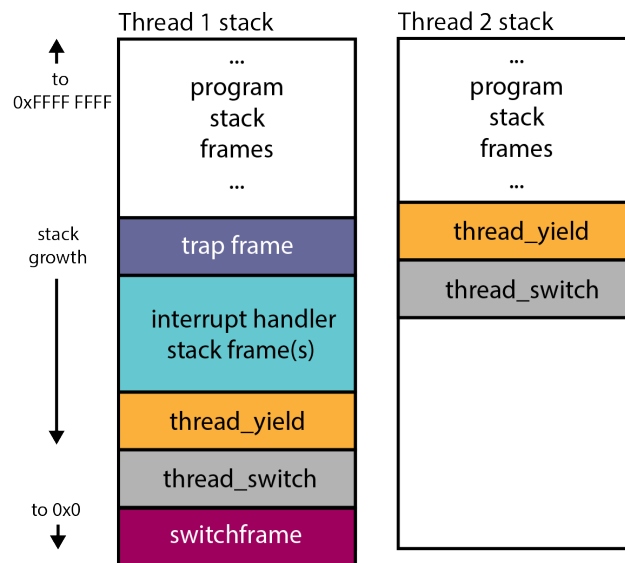 Thread 1 stack
Thread 2 stack
to
0xFFFF FFFF
...
program
stack
frames
...
trap frame
interrupt handler
stack frame(s)
thread_yield
thread_switch
switchframe
stack
growth
to 0x0
...
program
stack
frames
...
thread_yield
thread_switch